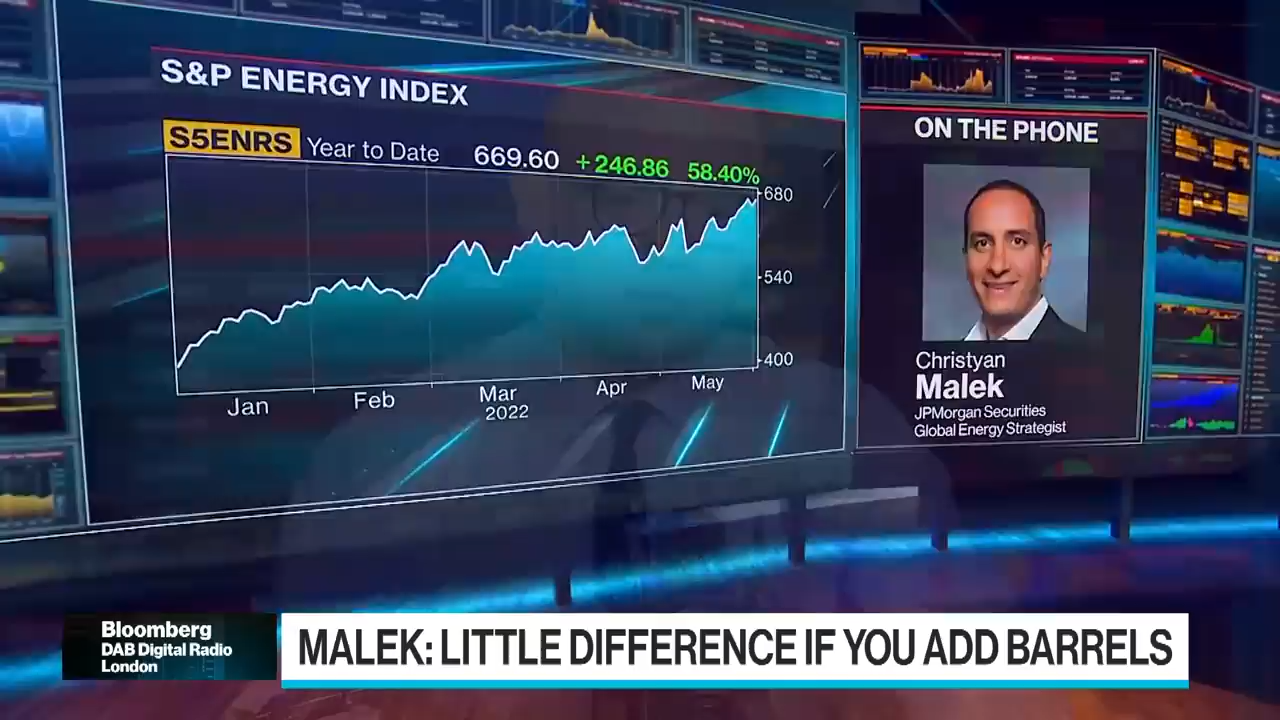 S&P ENERGY INDEX
S5ENRS Year to Date 669.60 +246.86 58.40%
680
540
400
Jan Feb Mar Apr May
2022
ON THE PHONE
Christyan
Malek
JPMorgan Securities
Global Energy Strategist
Bloomberg
DAB Digital Radio
London
MALEK: LITTLE DIFFERENCE IF YOU ADD BARRELS